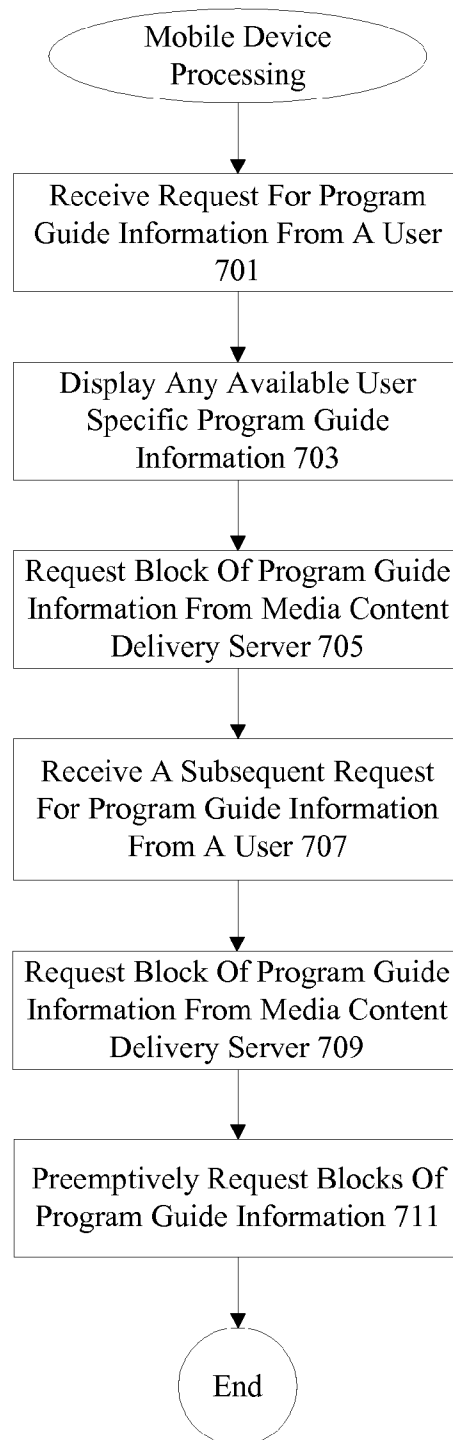 Mobile Device
Processing
Receive Request For Program
Guide Information From A User
701
Display Any Available User
Specific Program Guide
Information 703
Request Block Of Program Guide
Information From Media Content
Delivery Server 705
Receive A Subsequent Request
For Program Guide Information
From A User 707
Request Block Of Program Guide
Information From Media Content
Delivery Server 709
Preemptively Request Blocks Of
Program Guide Information 711
End